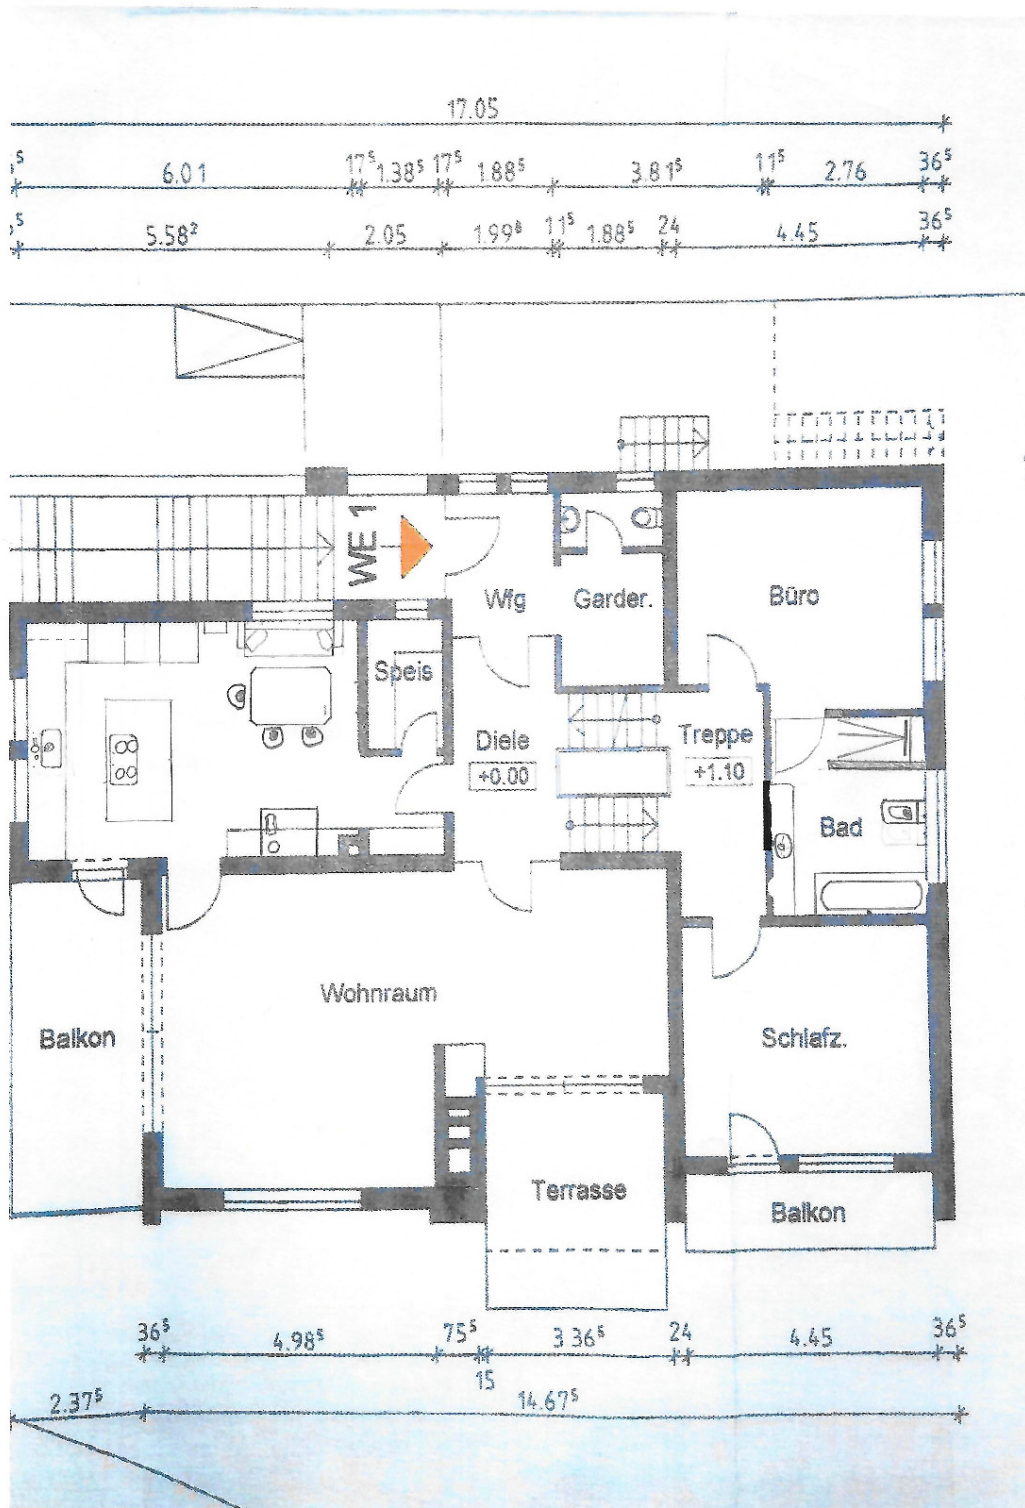 17.05
6.01 17⁵ 1.38⁵ 17⁵ 1.88⁵ 3.81⁵ 11⁵ 2.76 36⁵
5.58² 2.05 1.99⁸ 11⁵ 1.88⁵ 24 4.45 36⁵
WE 1
Wfg
Garder.
Büro
Speis
Diele
+0.00
Treppe
+1.10
Bad
Wohnraum
Balkon
Schlafz.
Terrasse
Balkon
36⁵ 4.98⁵ 75⁵ 15 3.36⁵ 24 4.45 36⁵
2.37⁵ 14.67⁵